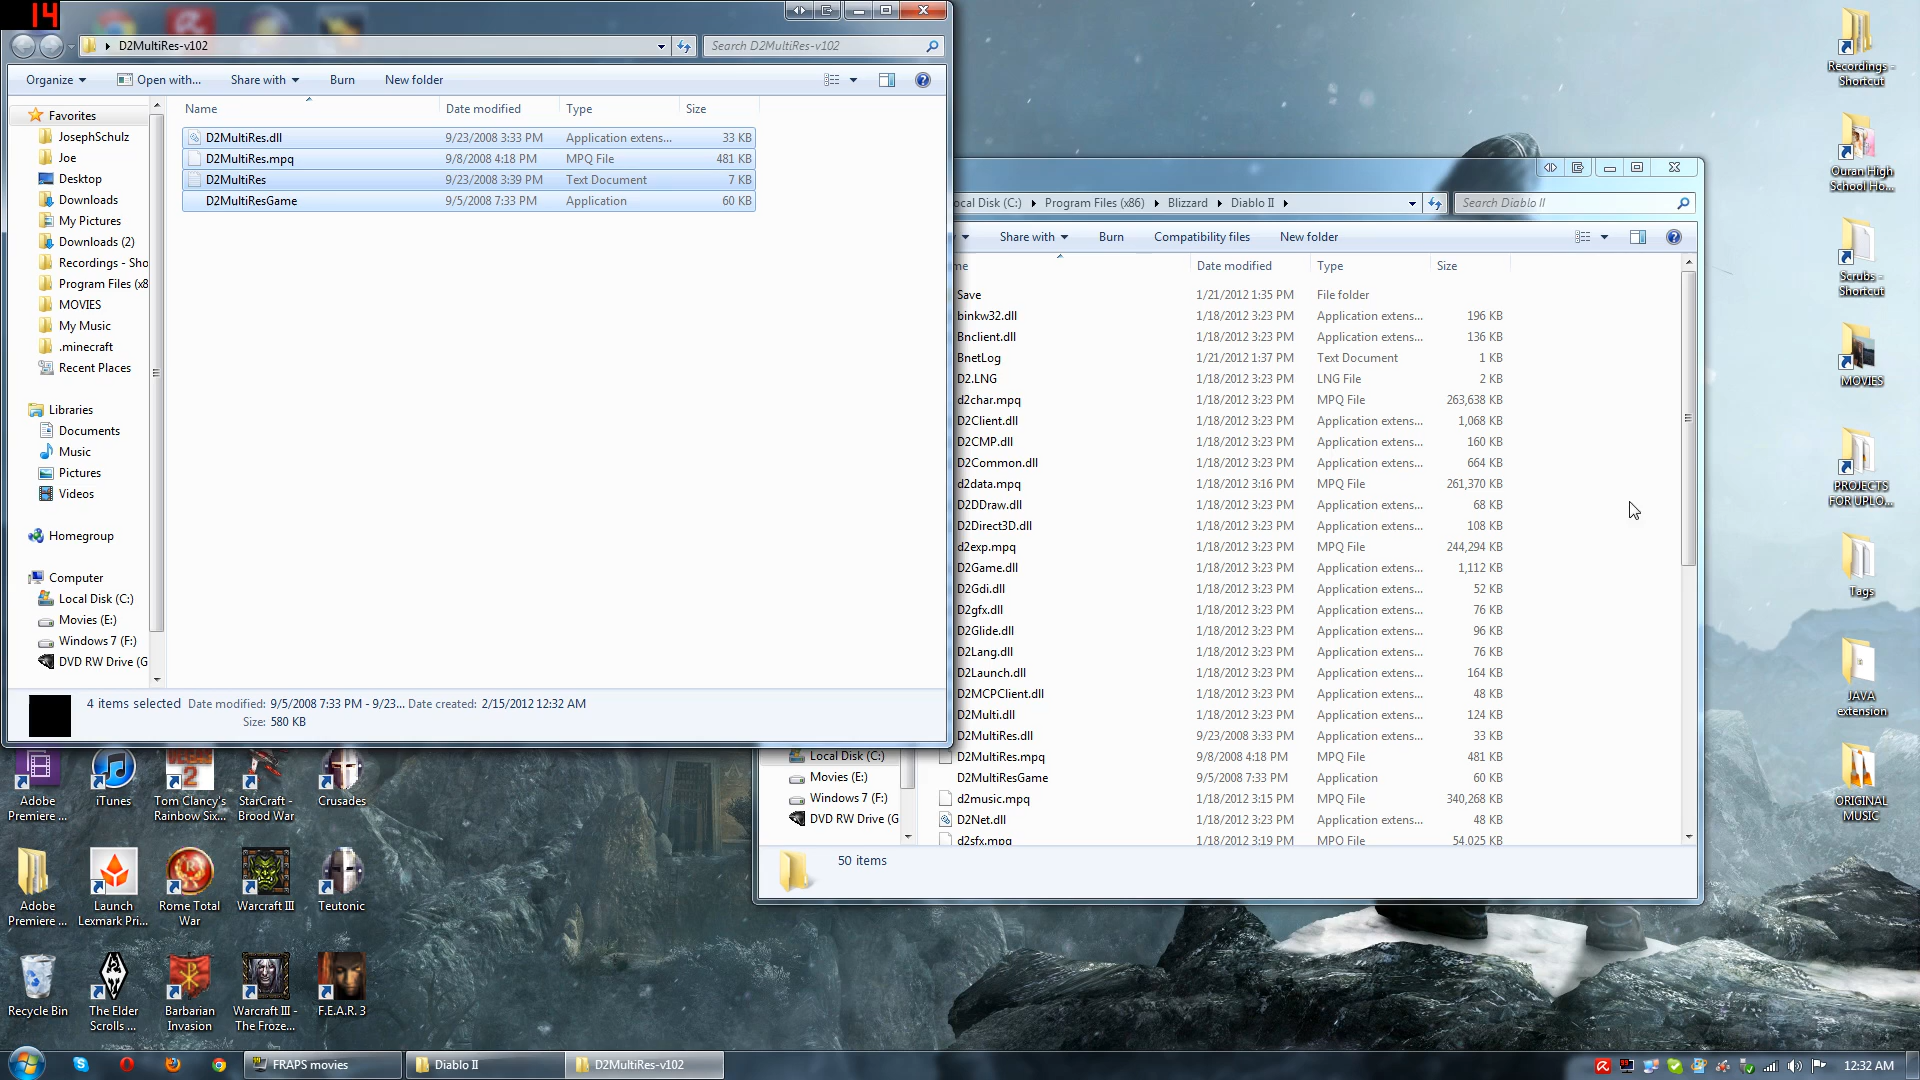 14
D2MultiRes-v102
Search D2MultiRes-v102
Organize Open with... Share with Burn New folder
Name Date modified Type Size
Favorites
JosephSchulz
Joe
Desktop
Downloads
My Pictures
Downloads (2)
Recordings - Sho
Program Files (x8
MOVIES
My Music
.minecraft
Recent Places
Libraries
Documents
Music
Pictures
Videos
Homegroup
Computer
Local Disk (C:)
Movies (E:)
Windows 7 (F:)
DVD RW Drive (G
D2MultiRes.dll 9/23/2008 3:33 PM Application extens... 33 KB
D2MultiRes.mpq 9/8/2008 4:18 PM MPQ File 481 KB
D2MultiRes 9/23/2008 3:39 PM Text Document 7 KB
D2MultiResGame 9/5/2008 7:33 PM Application 60 KB
4 items selected Date modified: 9/5/2008 7:33 PM - 9/23... Date created: 2/15/2012 12:32 AM
Size: 580 KB
ocal Disk (C:) Program Files (x86) Blizzard Diablo II
Search Diablo II
Share with Burn Compatibility files New folder
me Date modified Type Size
Save 1/21/2012 1:35 PM File folder
binkw32.dll 1/18/2012 3:23 PM Application extens... 196 KB
Bnclient.dll 1/18/2012 3:23 PM Application extens... 136 KB
BnetLog 1/21/2012 1:37 PM Text Document 1 KB
D2.LNG 1/18/2012 3:23 PM LNG File 2 KB
d2char.mpq 1/18/2012 3:23 PM MPQ File 263,638 KB
D2Client.dll 1/18/2012 3:23 PM Application extens... 1,068 KB
D2CMP.dll 1/18/2012 3:23 PM Application extens... 160 KB
D2Common.dll 1/18/2012 3:23 PM Application extens... 664 KB
d2data.mpq 1/18/2012 3:16 PM MPQ File 261,370 KB
D2DDraw.dll 1/18/2012 3:23 PM Application extens... 68 KB
D2Direct3D.dll 1/18/2012 3:23 PM Application extens... 108 KB
d2exp.mpq 1/18/2012 3:23 PM MPQ File 244,294 KB
D2Game.dll 1/18/2012 3:23 PM Application extens... 1,112 KB
D2Gdi.dll 1/18/2012 3:23 PM Application extens... 52 KB
D2gfx.dll 1/18/2012 3:23 PM Application extens... 76 KB
D2Glide.dll 1/18/2012 3:23 PM Application extens... 96 KB
D2Lang.dll 1/18/2012 3:23 PM Application extens... 76 KB
D2Launch.dll 1/18/2012 3:23 PM Application extens... 164 KB
D2MCPClient.dll 1/18/2012 3:23 PM Application extens... 48 KB
D2Multi.dll 1/18/2012 3:23 PM Application extens... 124 KB
D2MultiRes.dll 9/23/2008 3:33 PM Application extens... 33 KB
D2MultiRes.mpq 9/8/2008 4:18 PM MPQ File 481 KB
D2MultiResGame 9/5/2008 7:33 PM Application 60 KB
d2music.mpq 1/18/2012 3:15 PM MPQ File 340,268 KB
D2Net.dll 1/18/2012 3:23 PM Application extens... 48 KB
d2sfx.mpq 1/18/2012 3:19 PM MPQ File 54,025 KB
Local Disk (C:)
Movies (E:)
Windows 7 (F:)
DVD RW Drive (G
50 items
Recordings -
Shortcut
Ouran High
School Ho...
Scrubs -
Shortcut
MOVIES
PROJECTS
FOR UPLO...
Tags
JAVA
extension
ORIGINAL
MUSIC
Adobe
Premiere ...
iTunes
Tom Clancy's
Rainbow Six...
StarCraft -
Brood War
Crusades
Adobe
Premiere ...
Launch
Lexmark Pri...
Rome Total
War
Warcraft III
Teutonic
Recycle Bin
The Elder
Scrolls ...
Barbarian
Invasion
Warcraft III -
The Froze...
F.E.A.R. 3
FRAPS movies
Diablo II
D2MultiRes-v102
12:32 AM